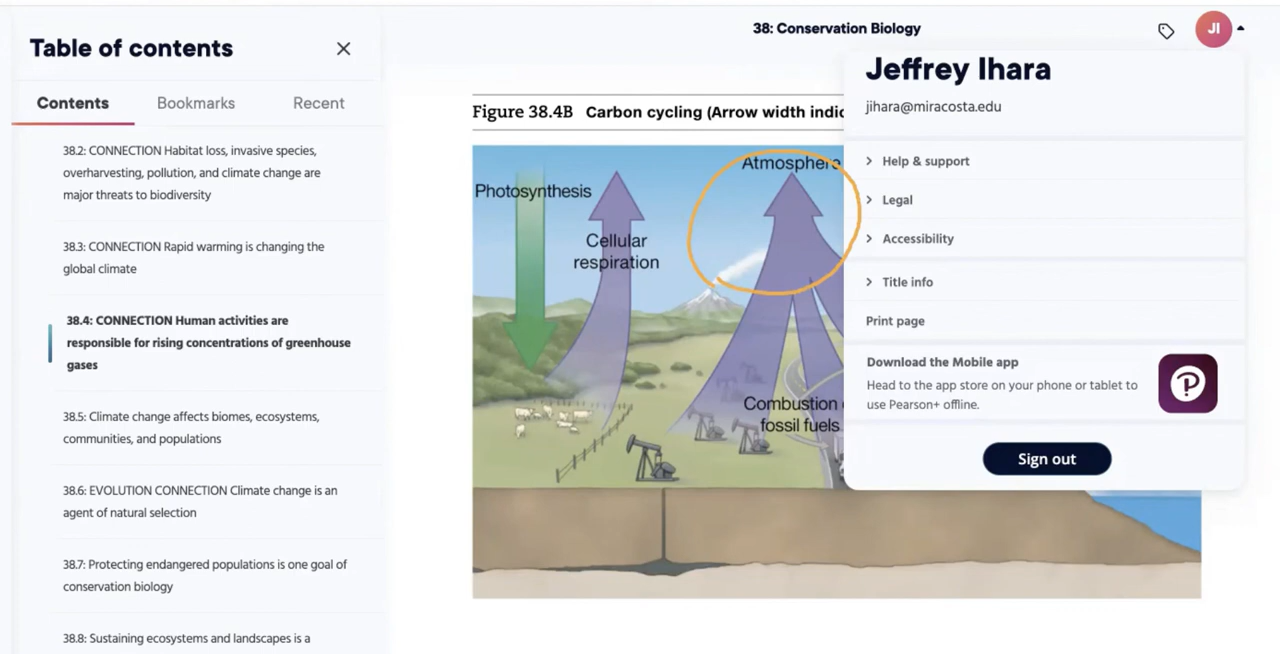 Table of contents
Contents
Bookmarks
Recent
38.2: CONNECTION Habitat loss, invasive species,
overharvesting, pollution, and climate change are
major threats to biodiversity
38.3: CONNECTION Rapid warming is changing the
global climate
38.4: CONNECTION Human activities are
responsible for rising concentrations of greenhouse
gases
38.5: Climate change affects biomes, ecosystems,
communities, and populations
38.6: EVOLUTION CONNECTION Climate change is an
agent of natural selection
38.7: Protecting endangered populations is one goal of
conservation biology
38.8: Sustaining ecosystems and landscapes is a
38: Conservation Biology
JI
Figure 38.4B Carbon cycling (Arrow width
Atmosphere
Photosynthesis
Cellular
respiration
Combustion
fossil fuels
Jeffrey Ihara
jihara@miracosta.edu
Help & support
Legal
Accessibility
Title info
Print page
Download the Mobile app
Head to the app store on your phone or tablet to
use Pearson+ offline.
P
Sign out